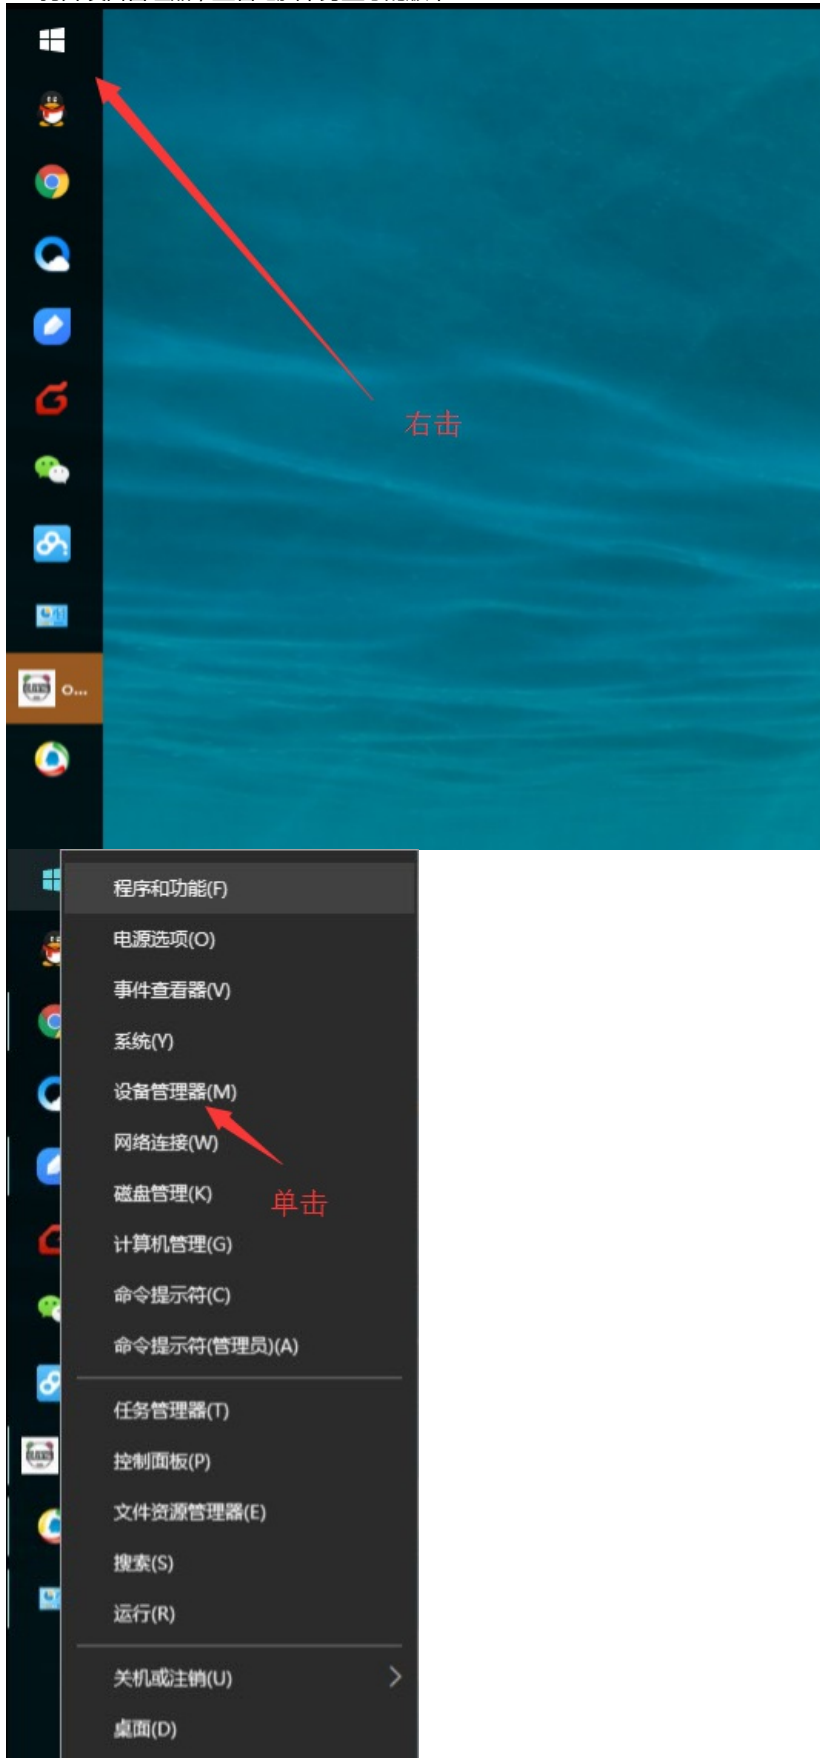 右击
o...
程序和功能(F)
电源选项(O)
事件查看器(V)
系统(Y)
设备管理器(M)
网络连接(W)
磁盘管理(K)
单击
计算机管理(G)
命令提示符(C)
命令提示符(管理员)(A)
任务管理器(T)
控制面板(P)
文件资源管理器(E)
搜索(S)
运行(R)
关机或注销(U)
桌面(D)